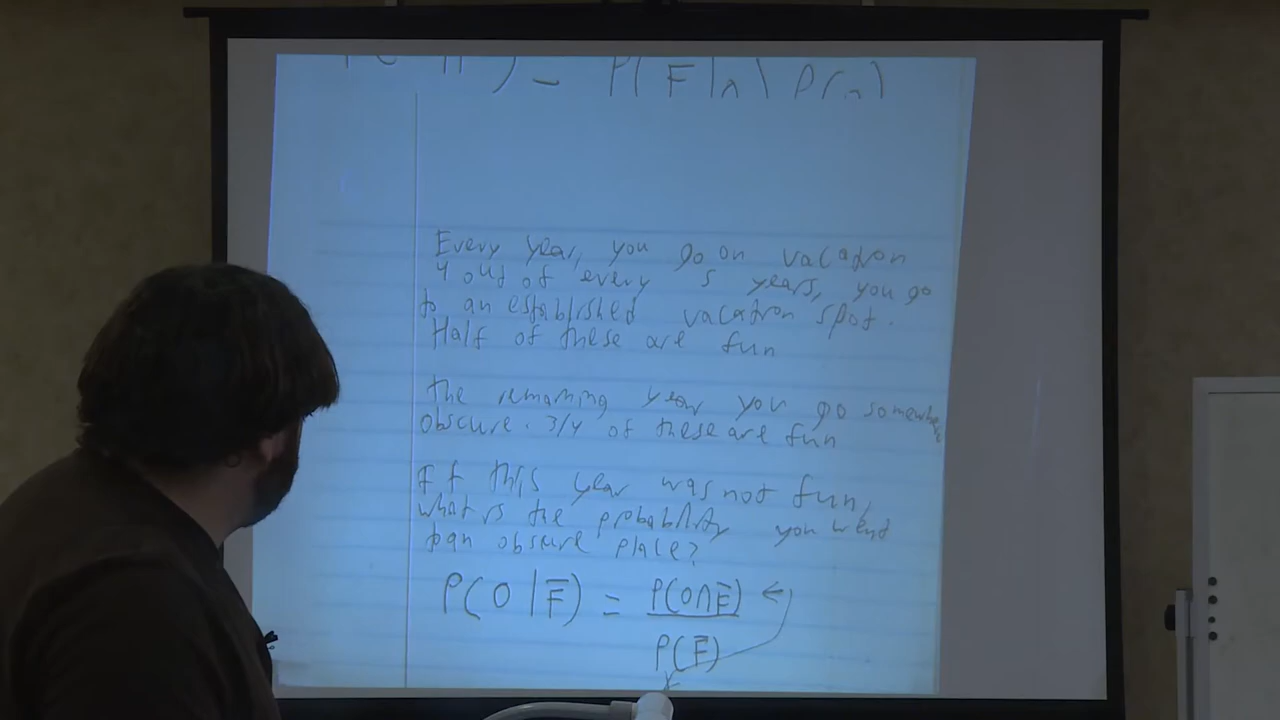 ) = P(F|n) P(n)
Every year, you go on vacation
4 out of every 5 years, you go
to an established vacation spot.
Half of these are fun
the remaining year you go somewhere
obscure. 3/4 of these are fun
If this year was not fun,
what is the probability you went
to an obscure place?
P(O|F̅) = P(O∩F̅) ←
P(F̅)